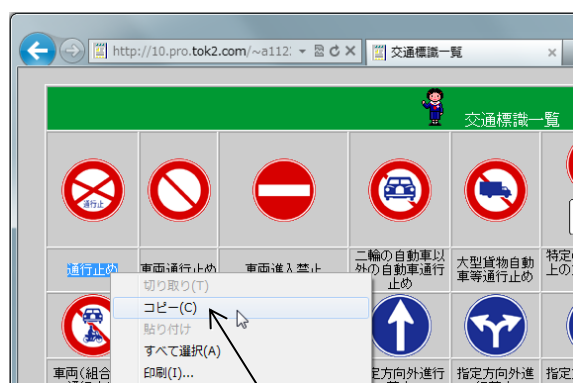 http://10.pro.tok2.com/~a112
交通標識一覧
交通標識一覧
通行止
通行止め
車両通行止め
車両進入禁止
二輪の自動車以
外の自動車通行
止め
大型貨物自動
車等通行止め
特定
上の
切り取り(T)
コピー(C)
貼り付け
すべて選択(A)
印刷(I)...
車両(組合
定方向外進行
指定方向外進
指定